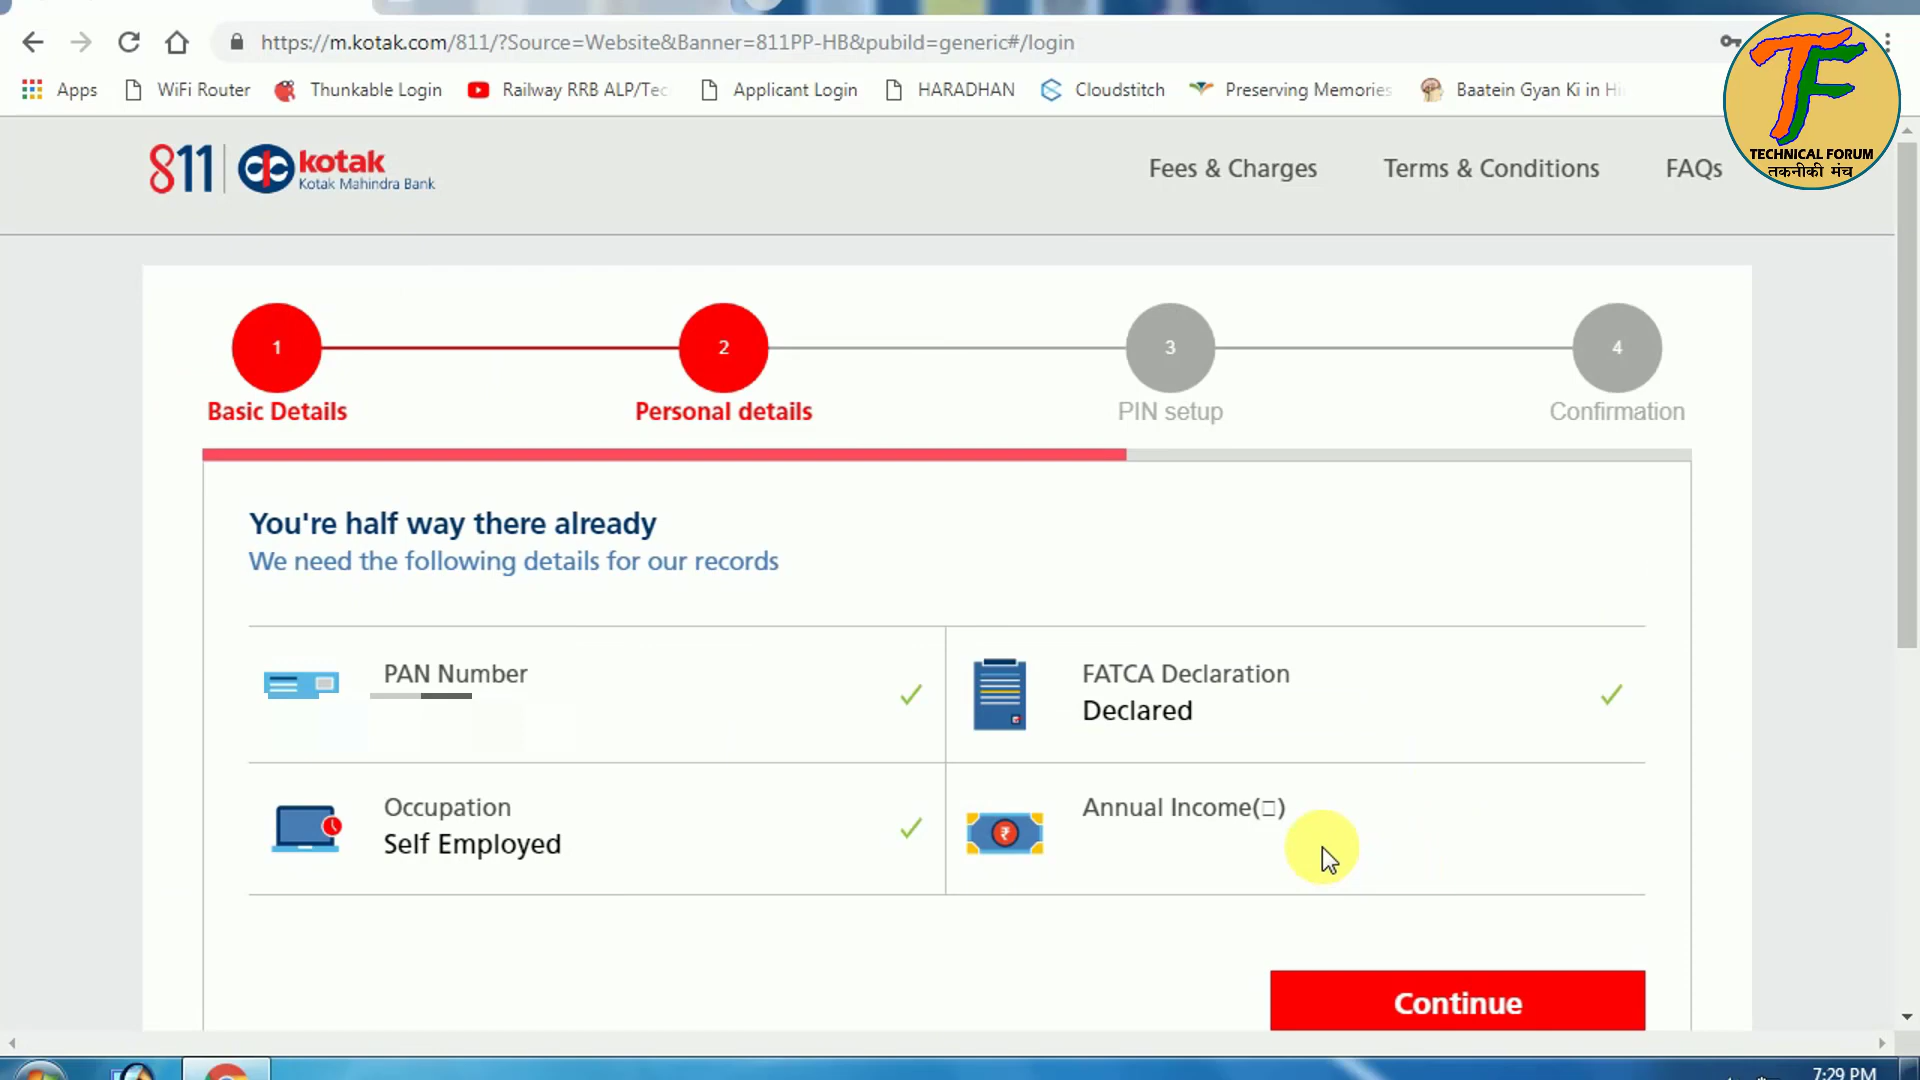 https://m.kotak.com/811/?Source=Website&Banner=811PP-HB&pubild=generic#/login
Apps WiFi Router Thunkable Login Railway RRB ALP/Tec Applicant Login HARADHAN Cloudstitch Preserving Memories Baatein Gyan Ki in Hi
TF
TECHNICAL FORUM
तकनीकी मंच
811 kotak
Kotak Mahindra Bank
Fees & Charges Terms & Conditions FAQs
1 2 3 4
Basic Details Personal details PIN setup Confirmation
You're half way there already
We need the following details for our records
PAN Number
FATCA Declaration
Declared
Occupation
Self Employed
Annual Income(□)
₹
Continue
7:29 PM